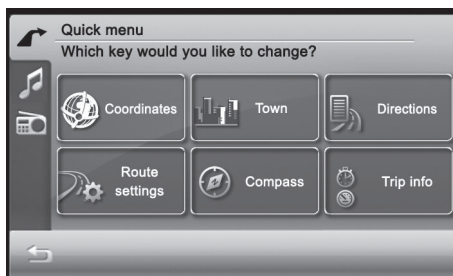 Quick menu
Which key would you like to change?
Coordinates
Town
Directions
Route
settings
Compass
Trip info